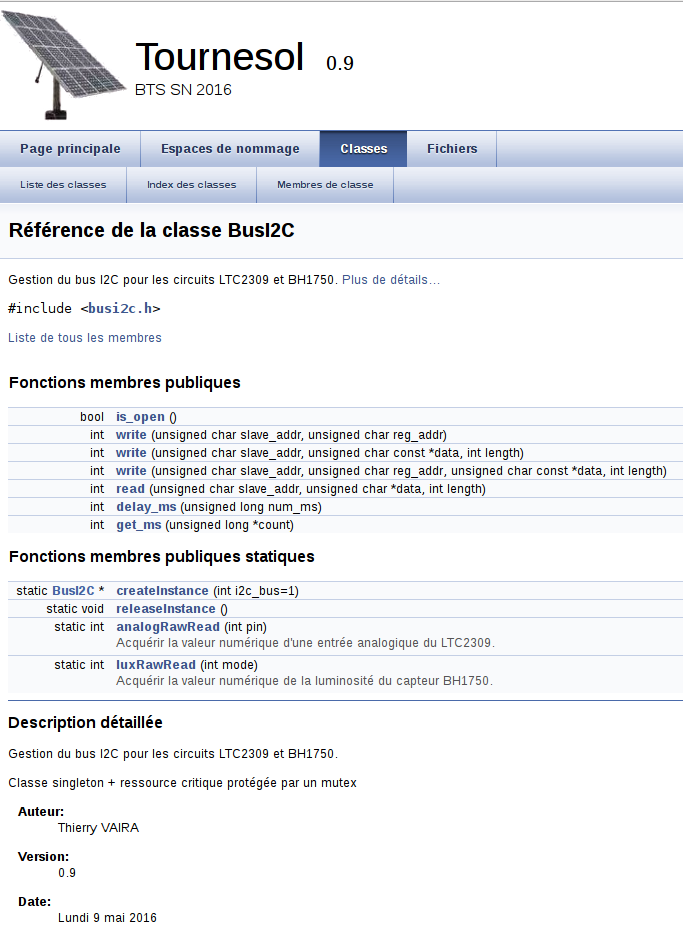 Tournesol 0.9
BTS SN 2016
Page principale Espaces de nommage Classes Fichiers
Liste des classes Index des classes Membres de classe
Référence de la classe BusI2C
Gestion du bus I2C pour les circuits LTC2309 et BH1750. Plus de détails...
#include <busi2c.h>
Liste de tous les membres
Fonctions membres publiques
bool is_open ()
int write (unsigned char slave_addr, unsigned char reg_addr)
int write (unsigned char slave_addr, unsigned char const *data, int length)
int write (unsigned char slave_addr, unsigned char reg_addr, unsigned char const *data, int length)
int read (unsigned char slave_addr, unsigned char *data, int length)
int delay_ms (unsigned long num_ms)
int get_ms (unsigned long *count)
Fonctions membres publiques statiques
static BusI2C * createInstance (int i2c_bus=1)
static void releaseInstance ()
static int analogRawRead (int pin)
Acquérir la valeur numérique d'une entrée analogique du LTC2309.
static int luxRawRead (int mode)
Acquérir la valeur numérique de la luminosité du capteur BH1750.
Description détaillée
Gestion du bus I2C pour les circuits LTC2309 et BH1750.
Classe singleton + ressource critique protégée par un mutex
Auteur:
Thierry VAIRA
Version:
0.9
Date:
Lundi 9 mai 2016